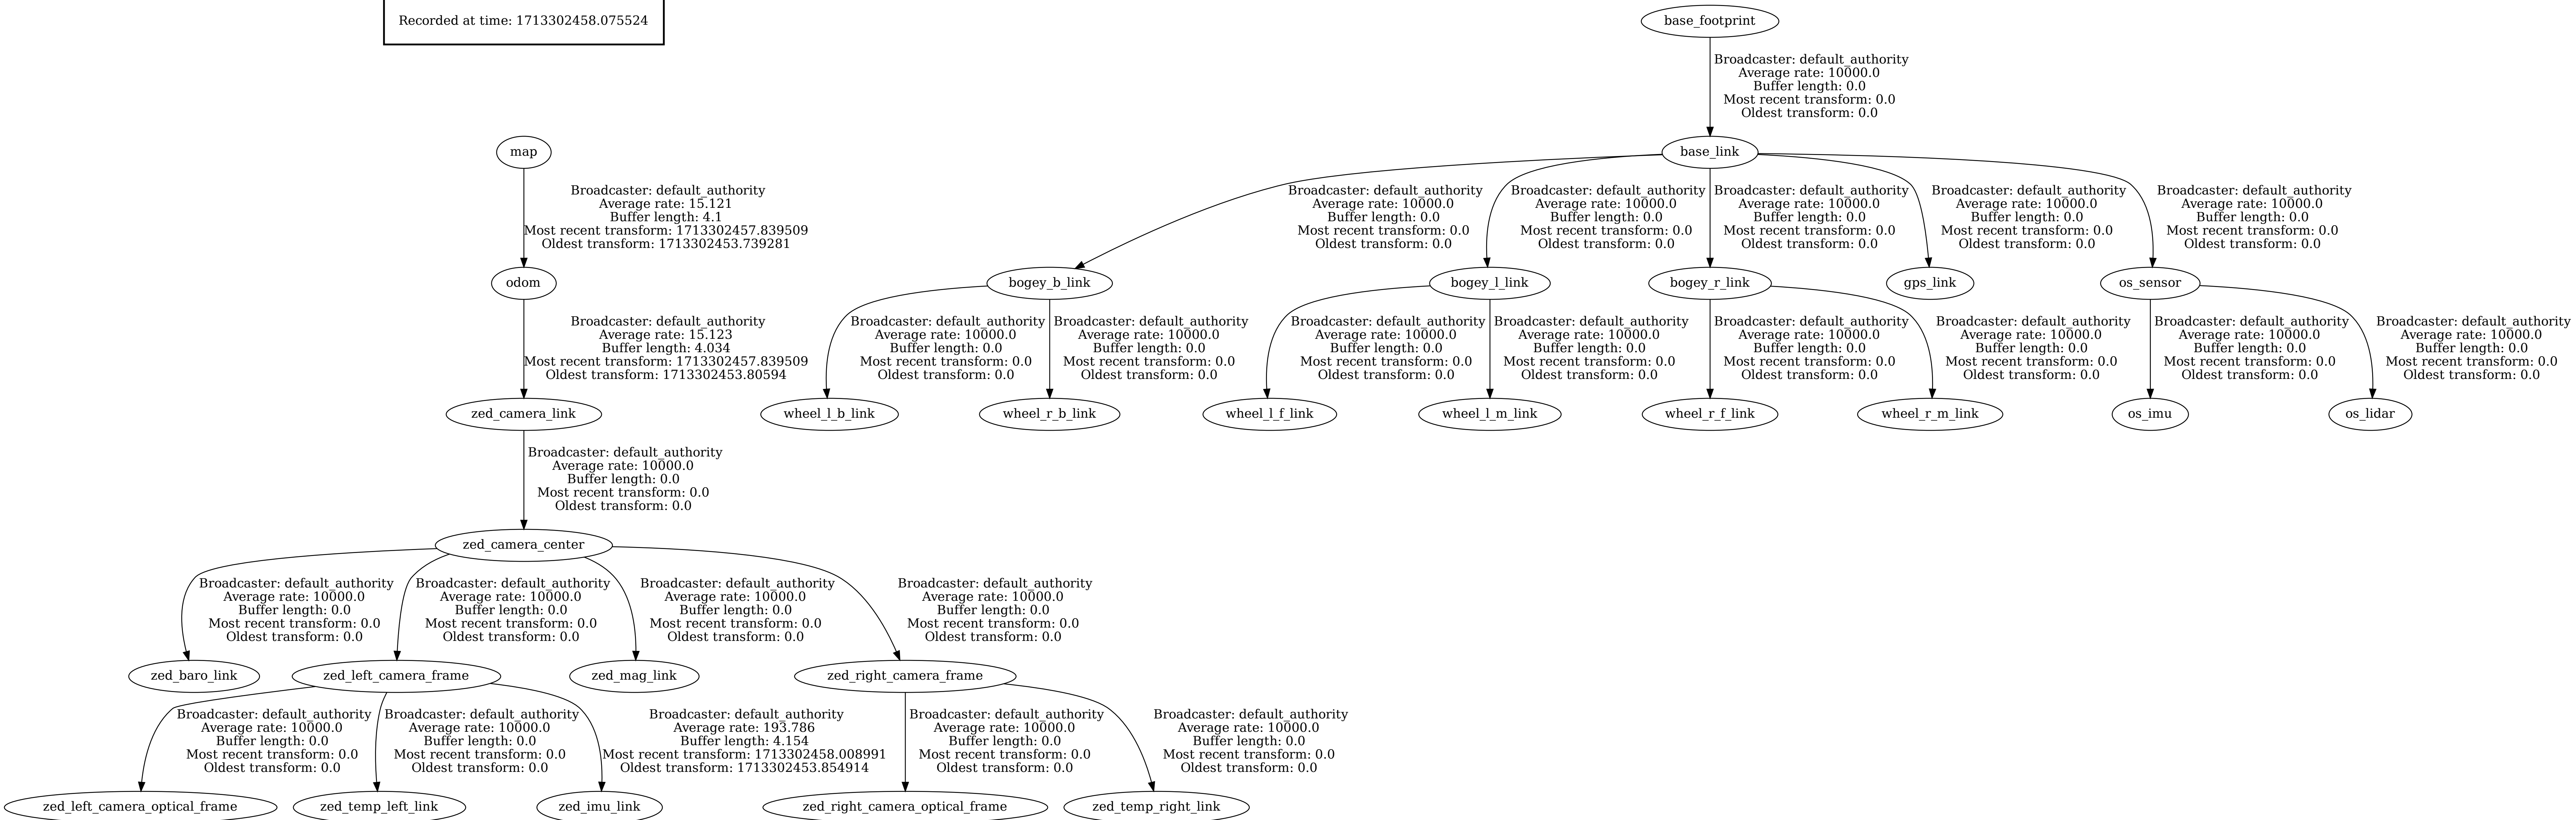 Recorded at time: 1713302458.075524
base_footprint
Broadcaster: default_authority
Average rate: 10000.0
Buffer length: 0.0
Most recent transform: 0.0
Oldest transform: 0.0
map
base_link
Broadcaster: default_authority
Average rate: 15.121
Buffer length: 4.1
Most recent transform: 1713302457.839509
Oldest transform: 1713302453.739281
Broadcaster: default_authority
Average rate: 10000.0
Buffer length: 0.0
Most recent transform: 0.0
Oldest transform: 0.0
Broadcaster: default_authority
Average rate: 10000.0
Buffer length: 0.0
Most recent transform: 0.0
Oldest transform: 0.0
Broadcaster: default_authority
Average rate: 10000.0
Buffer length: 0.0
Most recent transform: 0.0
Oldest transform: 0.0
Broadcaster: default_authority
Average rate: 10000.0
Buffer length: 0.0
Most recent transform: 0.0
Oldest transform: 0.0
Broadcaster: default_authority
Average rate: 10000.0
Buffer length: 0.0
Most recent transform: 0.0
Oldest transform: 0.0
odom
bogey_b_link
bogey_l_link
bogey_r_link
gps_link
os_sensor
Broadcaster: default_authority
Average rate: 15.123
Buffer length: 4.034
Most recent transform: 1713302457.839509
Oldest transform: 1713302453.80594
Broadcaster: default_authority
Average rate: 10000.0
Buffer length: 0.0
Most recent transform: 0.0
Oldest transform: 0.0
Broadcaster: default_authority
Average rate: 10000.0
Buffer length: 0.0
Most recent transform: 0.0
Oldest transform: 0.0
Broadcaster: default_authority
Average rate: 10000.0
Buffer length: 0.0
Most recent transform: 0.0
Oldest transform: 0.0
Broadcaster: default_authority
Average rate: 10000.0
Buffer length: 0.0
Most recent transform: 0.0
Oldest transform: 0.0
Broadcaster: default_authority
Average rate: 10000.0
Buffer length: 0.0
Most recent transform: 0.0
Oldest transform: 0.0
Broadcaster: default_authority
Average rate: 10000.0
Buffer length: 0.0
Most recent transform: 0.0
Oldest transform: 0.0
Broadcaster: default_authority
Average rate: 10000.0
Buffer length: 0.0
Most recent transform: 0.0
Oldest transform: 0.0
Broadcaster: default_authority
Average rate: 10000.0
Buffer length: 0.0
Most recent transform: 0.0
Oldest transform: 0.0
zed_camera_link
wheel_l_b_link
wheel_r_b_link
wheel_l_f_link
wheel_l_m_link
wheel_r_f_link
wheel_r_m_link
os_imu
os_lidar
Broadcaster: default_authority
Average rate: 10000.0
Buffer length: 0.0
Most recent transform: 0.0
Oldest transform: 0.0
zed_camera_center
Broadcaster: default_authority
Average rate: 10000.0
Buffer length: 0.0
Most recent transform: 0.0
Oldest transform: 0.0
Broadcaster: default_authority
Average rate: 10000.0
Buffer length: 0.0
Most recent transform: 0.0
Oldest transform: 0.0
Broadcaster: default_authority
Average rate: 10000.0
Buffer length: 0.0
Most recent transform: 0.0
Oldest transform: 0.0
Broadcaster: default_authority
Average rate: 10000.0
Buffer length: 0.0
Most recent transform: 0.0
Oldest transform: 0.0
zed_baro_link
zed_left_camera_frame
zed_mag_link
zed_right_camera_frame
Broadcaster: default_authority
Average rate: 10000.0
Buffer length: 0.0
Most recent transform: 0.0
Oldest transform: 0.0
Broadcaster: default_authority
Average rate: 10000.0
Buffer length: 0.0
Most recent transform: 0.0
Oldest transform: 0.0
Broadcaster: default_authority
Average rate: 193.786
Buffer length: 4.154
Most recent transform: 1713302458.008991
Oldest transform: 1713302453.854914
Broadcaster: default_authority
Average rate: 10000.0
Buffer length: 0.0
Most recent transform: 0.0
Oldest transform: 0.0
Broadcaster: default_authority
Average rate: 10000.0
Buffer length: 0.0
Most recent transform: 0.0
Oldest transform: 0.0
zed_left_camera_optical_frame
zed_temp_left_link
zed_imu_link
zed_right_camera_optical_frame
zed_temp_right_link